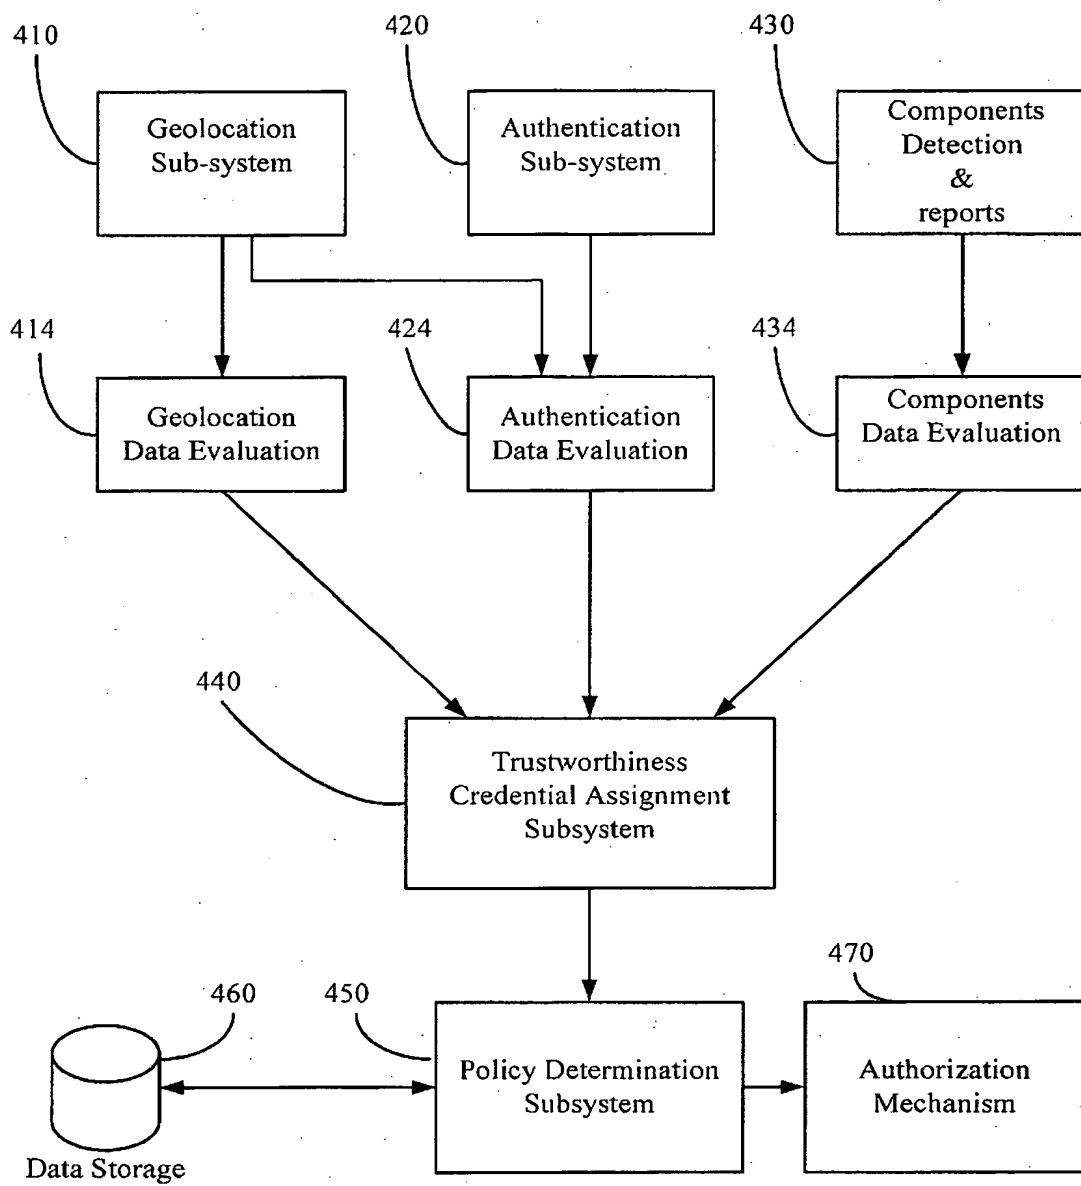 410
420
430
Geolocation
Sub-system
Authentication
Sub-system
Components
Detection
&
reports
414
424
434
Geolocation
Data Evaluation
Authentication
Data Evaluation
Components
Data Evaluation
440
Trustworthiness
Credential Assignment
Subsystem
460
450
470
Policy Determination
Subsystem
Authorization
Mechanism
Data Storage